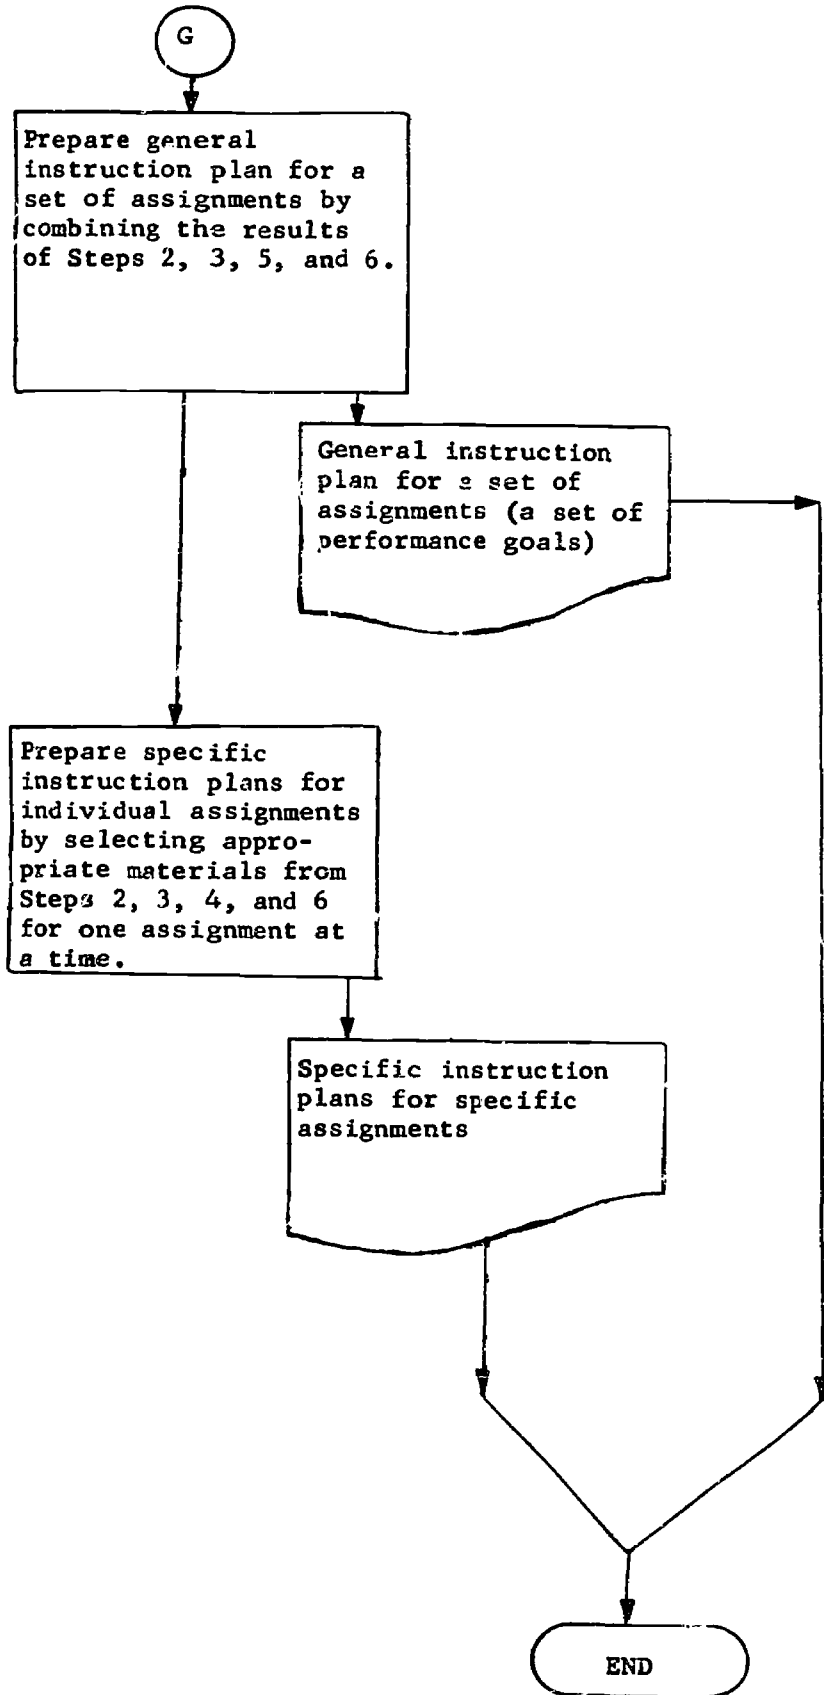 G
Prepare general
instruction plan for a
set of assignments by
combining the results
of Steps 2, 3, 5, and 6.
General instruction
plan for a set of
assignments (a set of
performance goals)
Prepare specific
instruction plans for
individual assignments
by selecting appro-
priate materials from
Steps 2, 3, 4, and 6
for one assignment at
a time.
Specific instruction
plans for specific
assignments
END